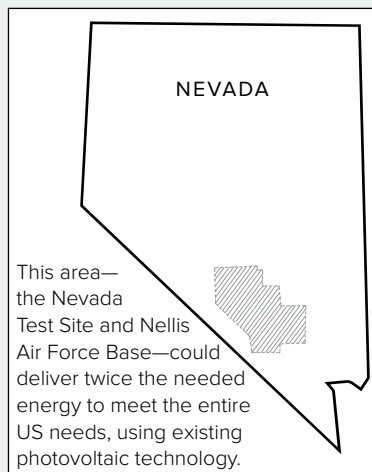 NEVADA
This area—
the Nevada
Test Site and Nellis
Air Force Base—could
deliver twice the needed
energy to meet the entire
US needs, using existing
photovoltaic technology.